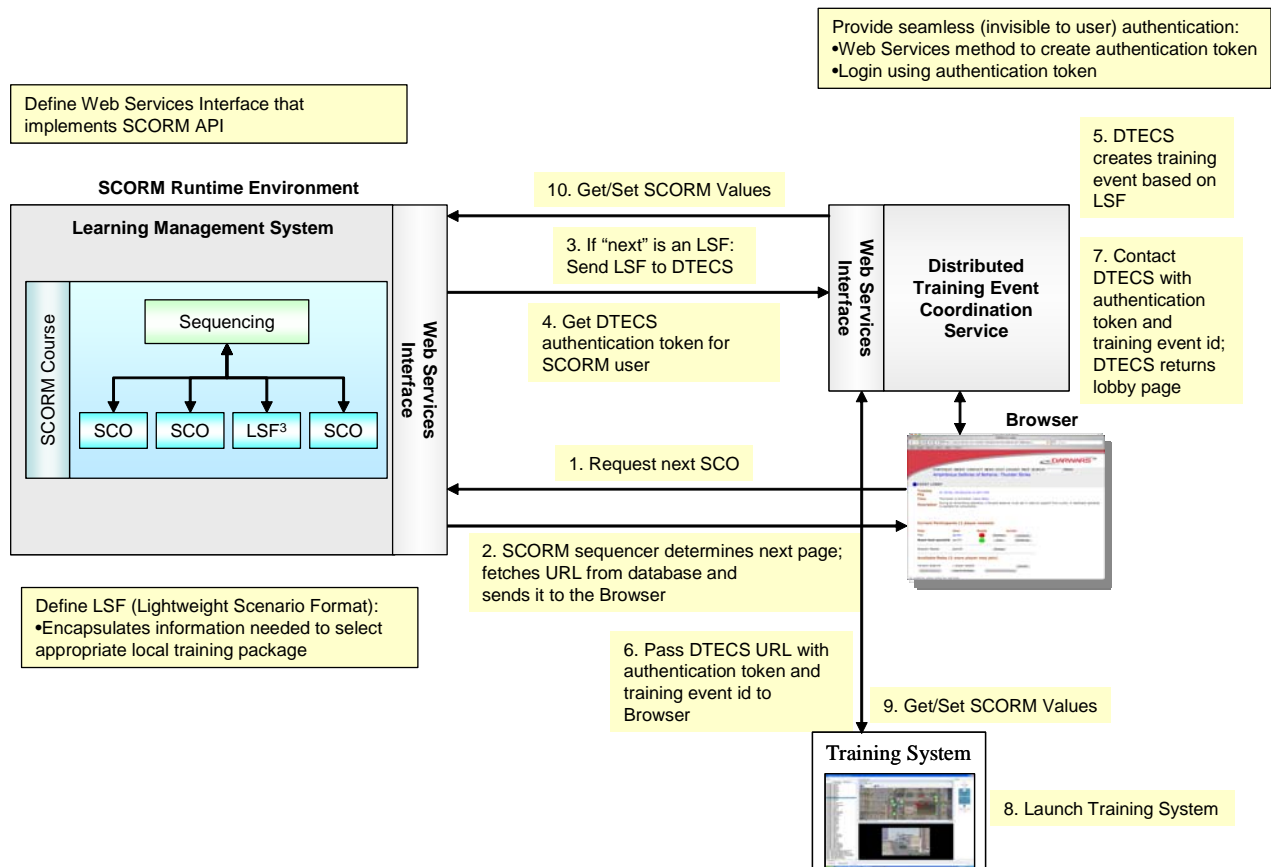 Provide seamless (invisible to user) authentication:
•Web Services method to create authentication token
•Login using authentication token
Define Web Services Interface that
implements SCORM API
5. DTECS
creates training
event based on
LSF
SCORM Runtime Environment
10. Get/Set SCORM Values
Learning Management System
3. If “next” is an LSF:
Send LSF to DTECS
Web Services
Interface
Distributed
Training Event
Coordination
Service
7. Contact
DTECS with
authentication
token and
training event id;
DTECS returns
lobby page
SCORM Course
Sequencing
SCO
SCO
LSF3
SCO
Web Services
Interface
4. Get DTECS
authentication token for
SCORM user
Browser
DARWARS
1. Request next SCO
2. SCORM sequencer determines next page;
fetches URL from database and
sends it to the Browser
Define LSF (Lightweight Scenario Format):
•Encapsulates information needed to select
appropriate local training package
6. Pass DTECS URL with
authentication token and
training event id to
Browser
9. Get/Set SCORM Values
Training System
8. Launch Training System